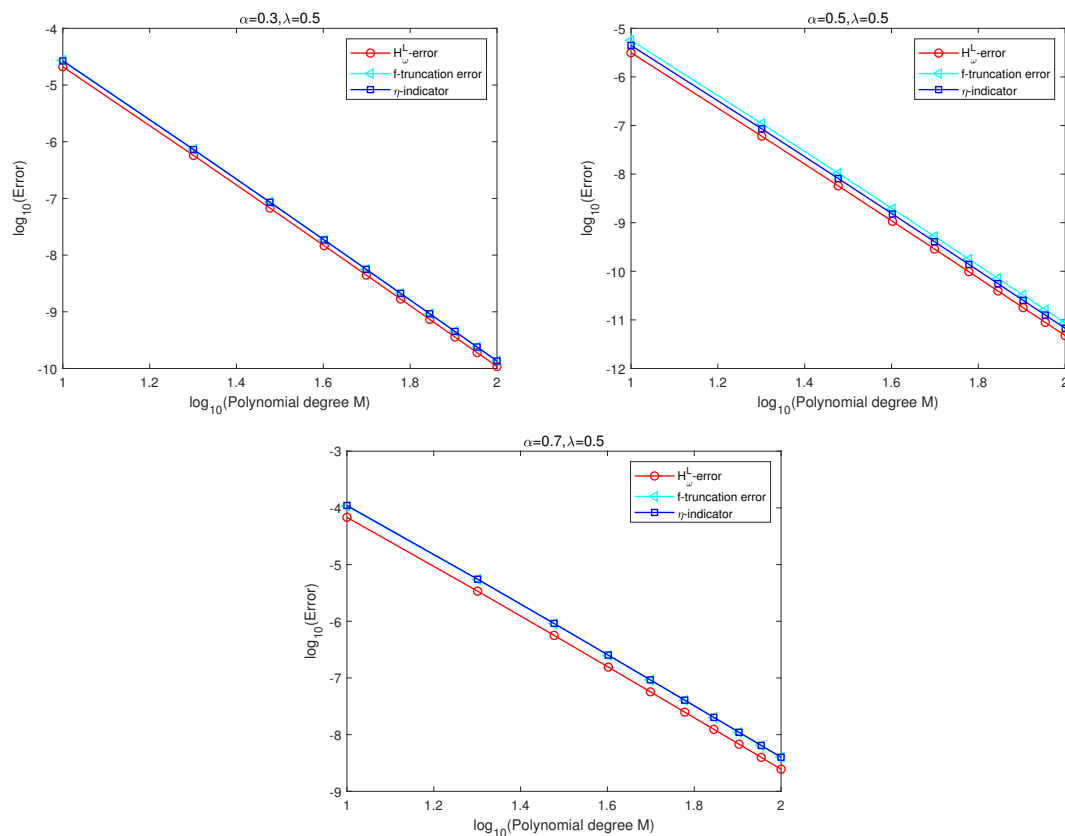 α=0.3,λ=0.5
-4
-5
-6
-7
-8
-9
-10
log10(Error)
H^L_ω-error
f-truncation error
η-indicator
1 1.2 1.4 1.6 1.8 2
log10(Polynomial degree M)
α=0.5,λ=0.5
-5
-6
-7
-8
-9
-10
-11
-12
log10(Error)
H^L_ω-error
f-truncation error
η-indicator
1 1.2 1.4 1.6 1.8 2
log10(Polynomial degree M)
α=0.7,λ=0.5
-3
-4
-5
-6
-7
-8
-9
log10(Error)
H^L_ω-error
f-truncation error
η-indicator
1 1.2 1.4 1.6 1.8 2
log10(Polynomial degree M)